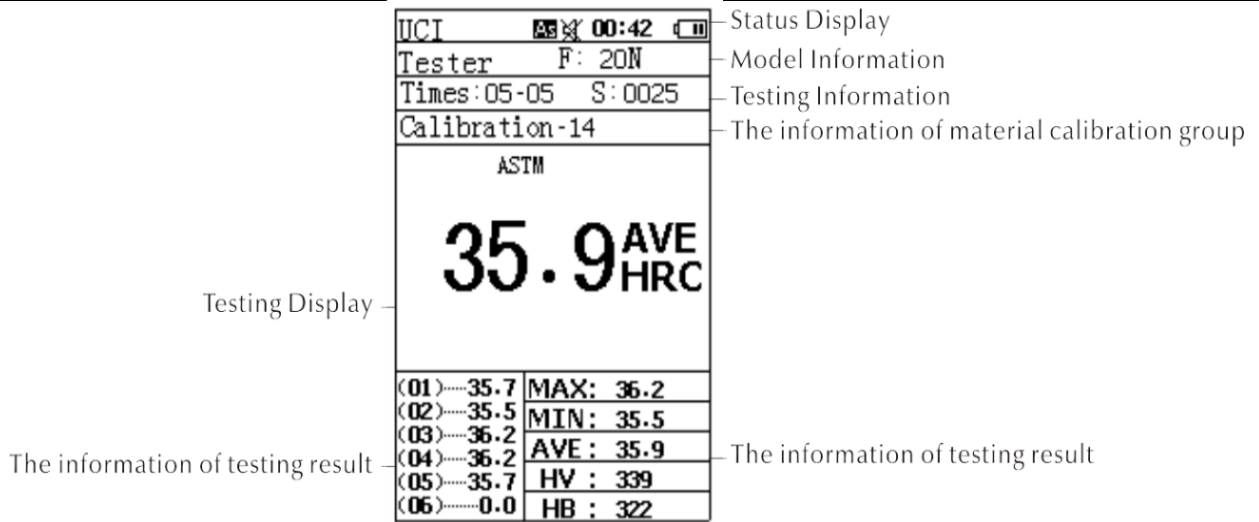 UCI As 00:42
Status Display
Tester F: 20N
Model Information
Times:05-05 S:0025
Testing Information
Calibration-14
The information of material calibration group
ASTM
35.9 AVE HRC
Testing Display
(01)-----35.7 MAX: 36.2
(02)-----35.5 MIN: 35.5
(03)-----36.2 AVE: 35.9
(04)-----36.2 HV : 339
(05)-----35.7 HB : 322
(06)-------0.0
The information of testing result
The information of testing result